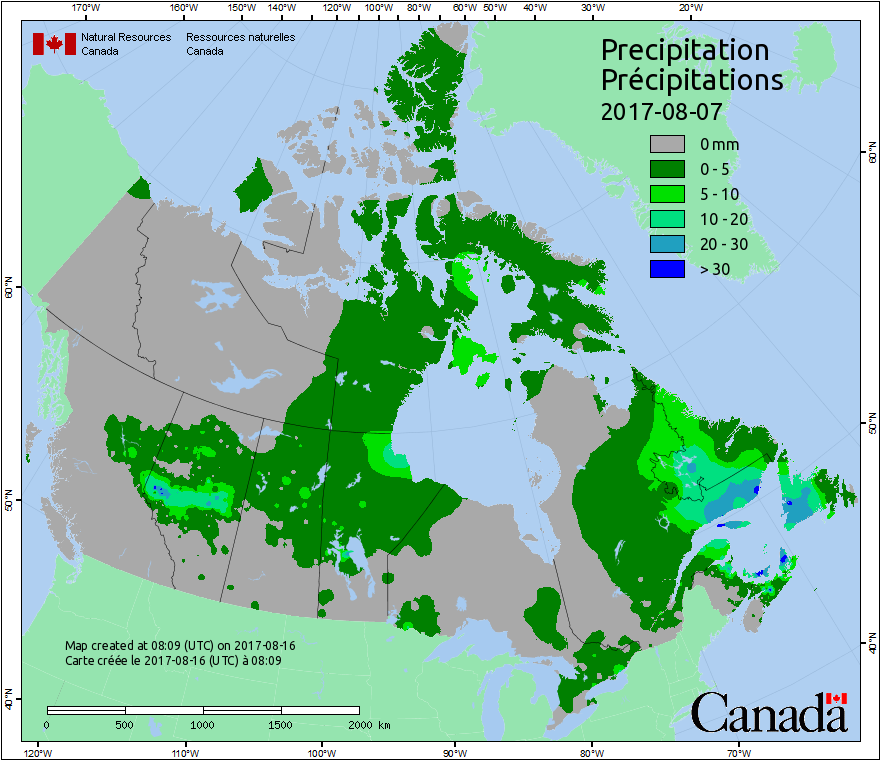 170°W 160°W 150°W 140°W 130°W 120°W 110°W 100°W 90°W 80°W 70°W 60°W 50°W 40°W 30°W 20°W
Natural Resources Ressources naturelles
Canada Canada
Precipitation
Précipitations
2017-08-07
0 mm
0 - 5
5 - 10
10 - 20
20 - 30
> 30
60°N
60°N
50°N
50°N
40°N
40°N
Map created at 08:09 (UTC) on 2017-08-16
Carte créée le 2017-08-16 (UTC) à 08:09
0 500 1000 1500 2000 km
Canada
120°W 110°W 100°W 90°W 80°W 70°W